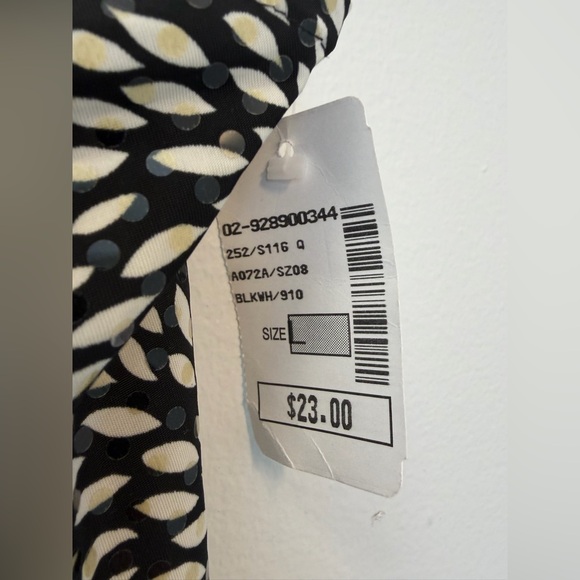 02-928900344
252/S116 Q
A072A/SZ08
BLKWH/910
SIZE L
$23.00